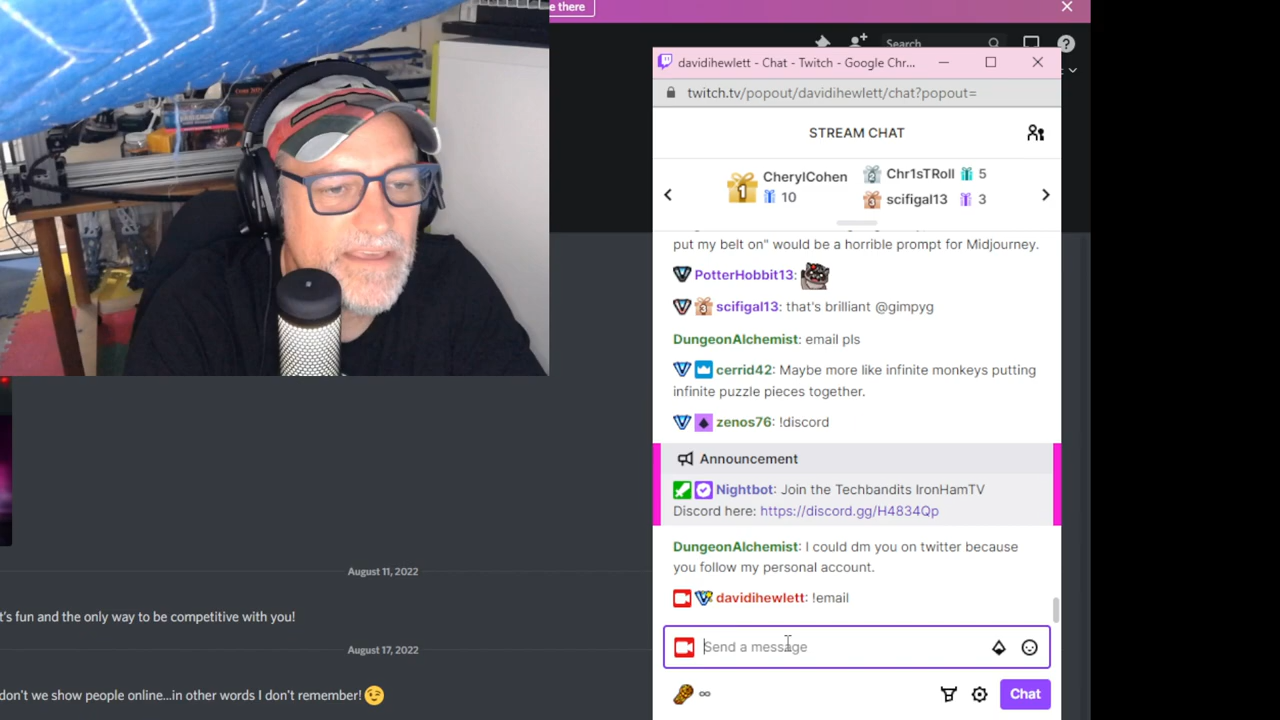 e there
Search
davidihewlett - Chat - Twitch - Google Chr...
twitch.tv/popout/davidihewlett/chat?popout=
STREAM CHAT
1 CherylCohen 10
2 Chr1sTRoll 5
3 scifigal13 3
put my belt on" would be a horrible prompt for Midjourney.
PotterHobbit13:
3 scifigal13: that's brilliant @gimpyg
DungeonAlchemist: email pls
cerrid42: Maybe more like infinite monkeys putting
infinite puzzle pieces together.
zenos76: !discord
Announcement
Nightbot: Join the Techbandits IronHamTV
Discord here: https://discord.gg/H4834Qp
DungeonAlchemist: I could dm you on twitter because
you follow my personal account.
davidihewlett: !email
Send a message
∞
Chat
August 11, 2022
t's fun and the only way to be competitive with you!
August 17, 2022
don't we show people online...in other words I don't remember! 😉